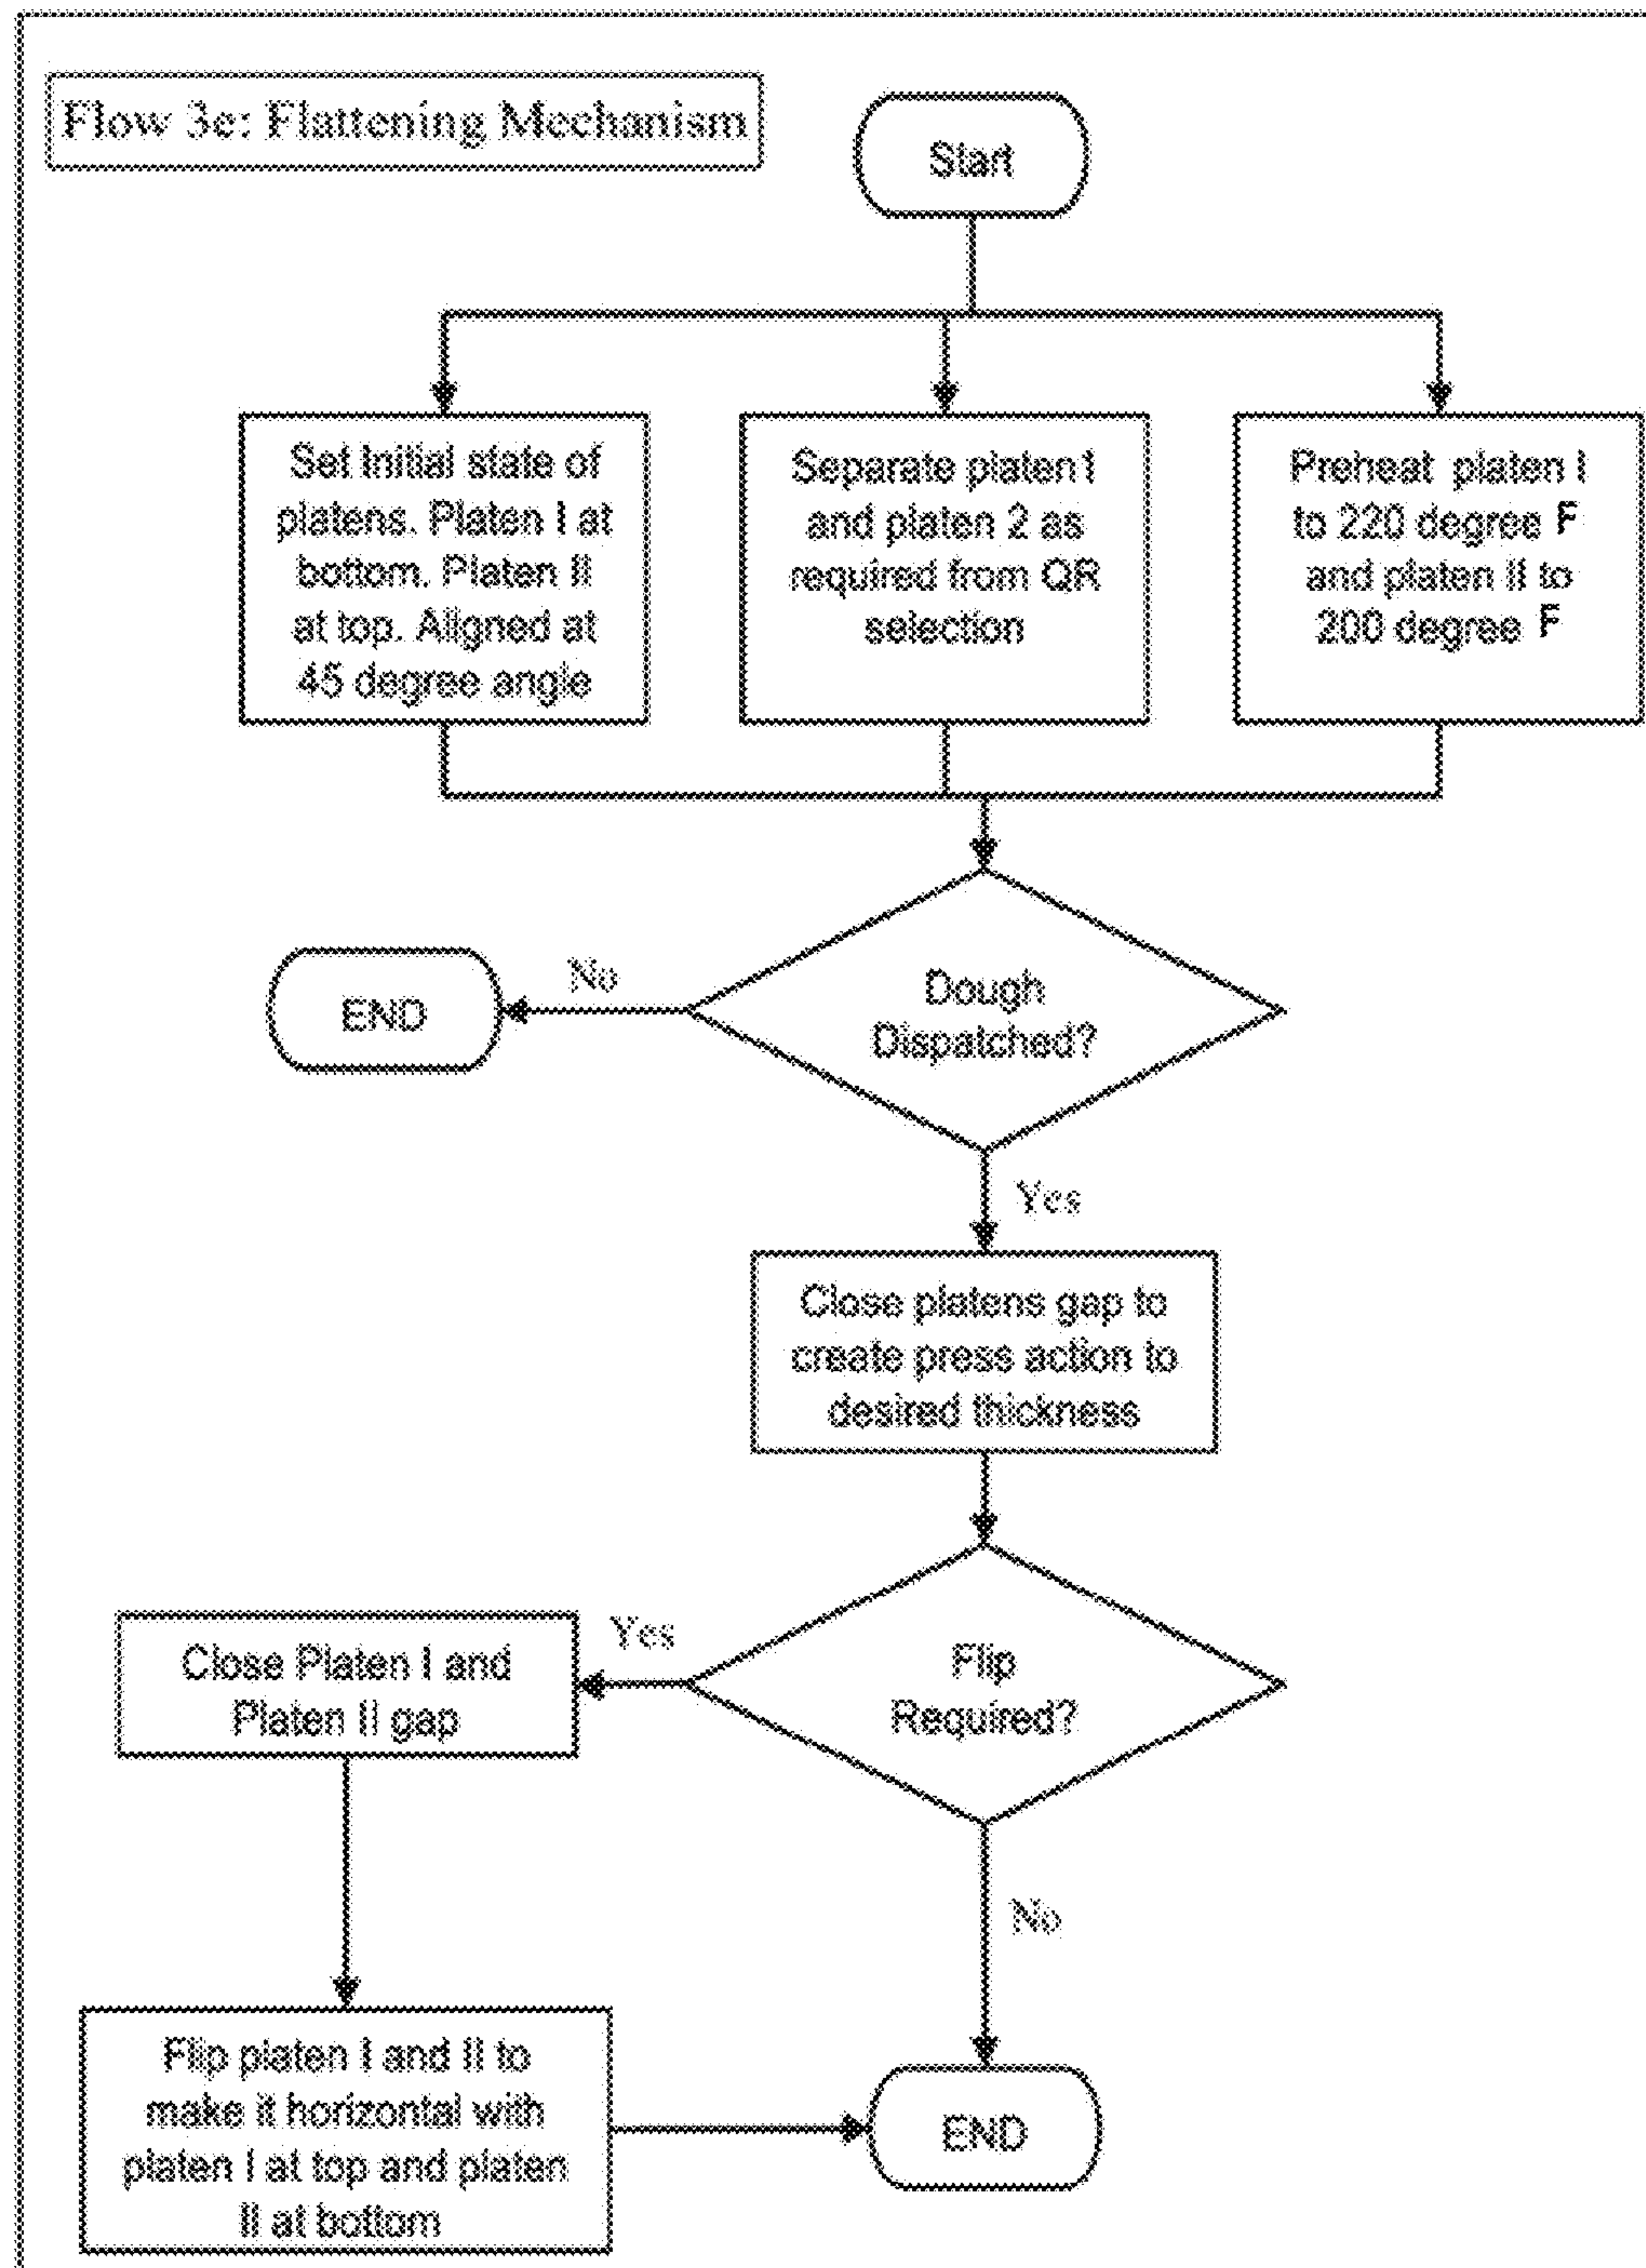 Flow 3c: Flattening Mechanism
Start
Set Initial state of
platens. Platen I at
bottom. Platen II
at top. Aligned at
45 degree angle
Separate platen I
and platen 2 as
required from QR
selection
Preheat platen I
to 220 degree F
and platen II to
200 degree F
Dough
Dispatched?
No
END
Yes
Close platens gap to
create press action to
desired thickness
Flip
Required?
Yes
Close Platen I and
Platen II gap
No
Flip platen I and II to
make it horizontal with
platen I at top and platen
II at bottom
END